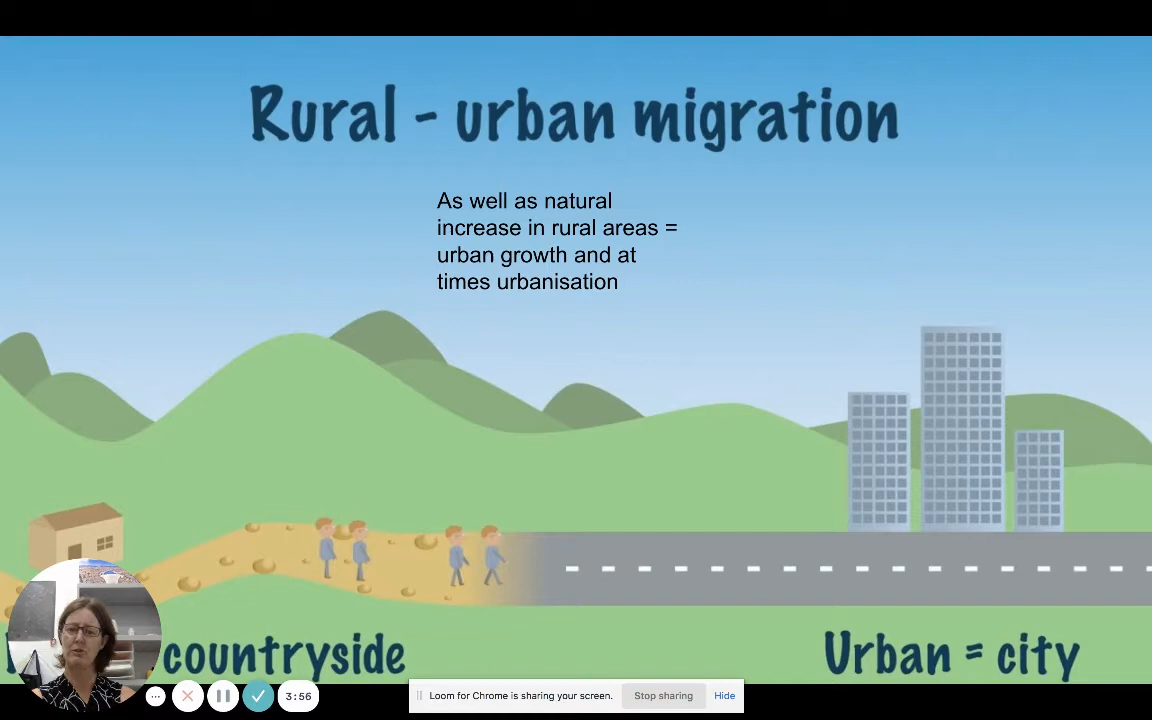 Rural - urban migration
As well as natural
increase in rural areas =
urban growth and at
times urbanisation
countryside
Urban = city
3:56
Loom for Chrome is sharing your screen.
Stop sharing
Hide